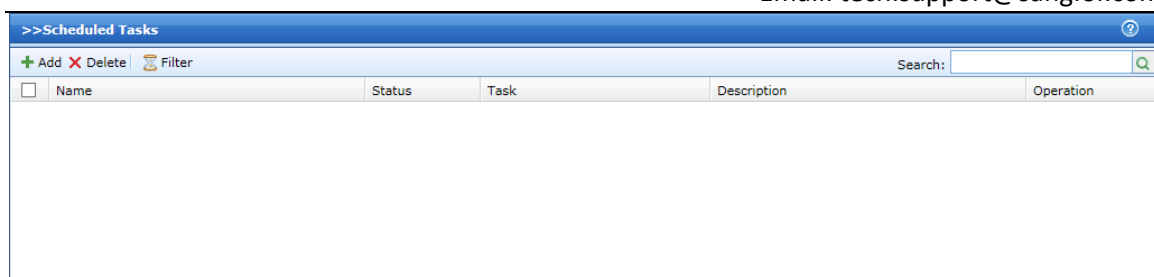 >>Scheduled Tasks
Add Delete Filter Search:
Name Status Task Description Operation